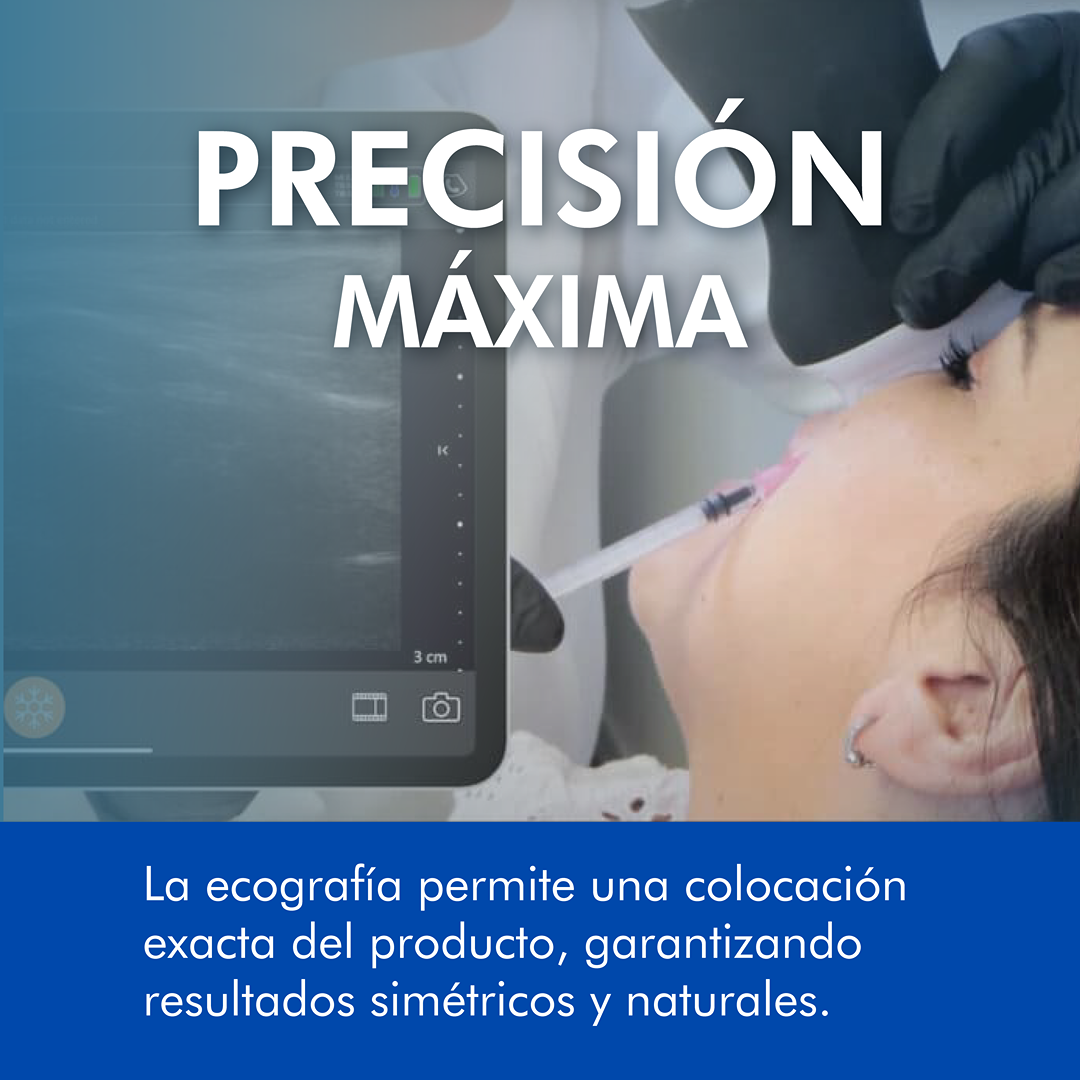 PRECISIÓN
MÁXIMA
3 cm
La ecografía permite una colocación
exacta del producto, garantizando
resultados simétricos y naturales.